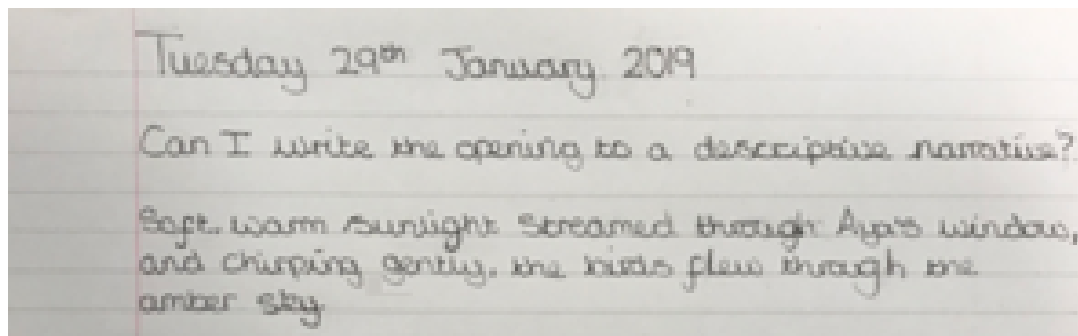 Tuesday 29th January 2019
Can I write the opening to a descriptive narrative?
Soft, warm sunlight streamed through Aya's window,
and chirping gently, the birds flew through the
amber sky